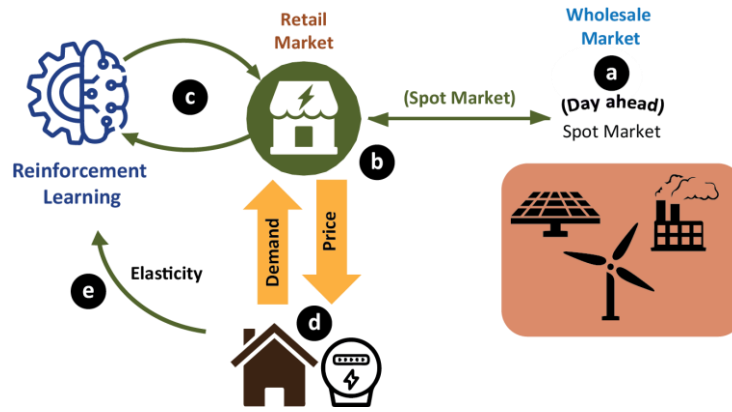 Retail
Market
Wholesale
Market
a
(Day ahead)
Spot Market
(Spot Market)
c
b
Reinforcement
Learning
Demand
Price
Elasticity
e
d